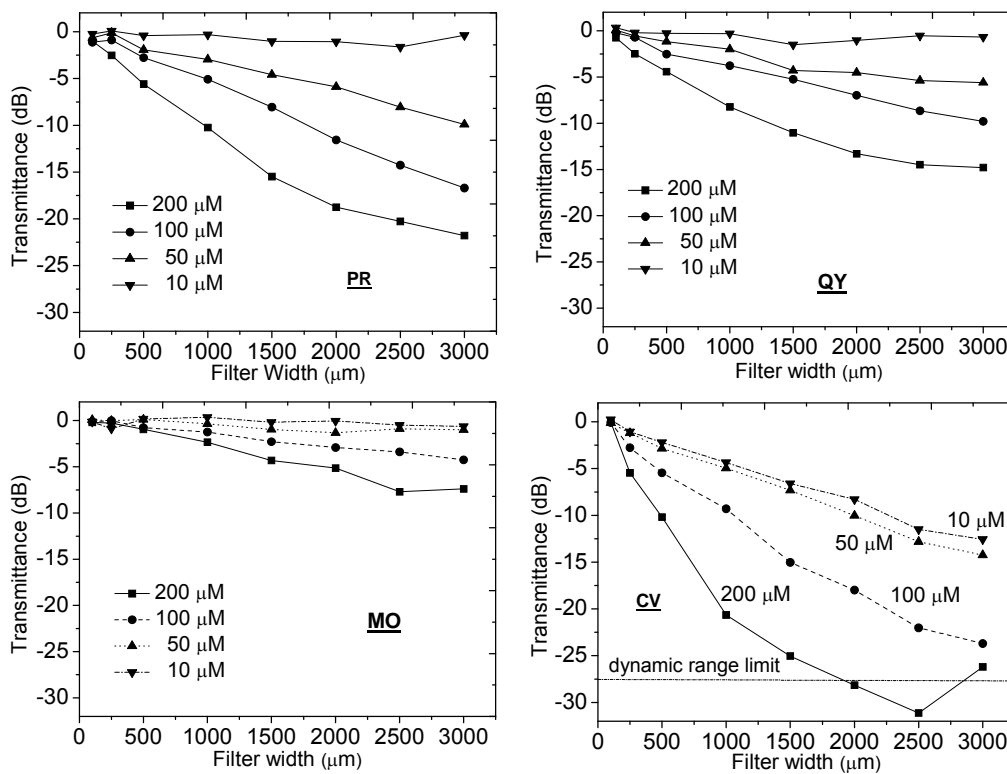 0
-5
-10
-15
-20
-25
-30
Transmittance (dB)
200 μM
100 μM
50 μM
10 μM
PR
0 500 1000 1500 2000 2500 3000
Filter Width (μm)
0
-5
-10
-15
-20
-25
-30
Transmittance (dB)
200 μM
100 μM
50 μM
10 μM
QY
0 500 1000 1500 2000 2500 3000
Filter width (μm)
0
-5
-10
-15
-20
-25
-30
Transmittance (dB)
200 μM
100 μM
50 μM
10 μM
MO
0 500 1000 1500 2000 2500 3000
Filter width (μm)
0
-5
-10
-15
-20
-25
-30
Transmittance (dB)
10 μM
50 μM
100 μM
200 μM
CV
dynamic range limit
0 500 1000 1500 2000 2500 3000
Filter width (μm)